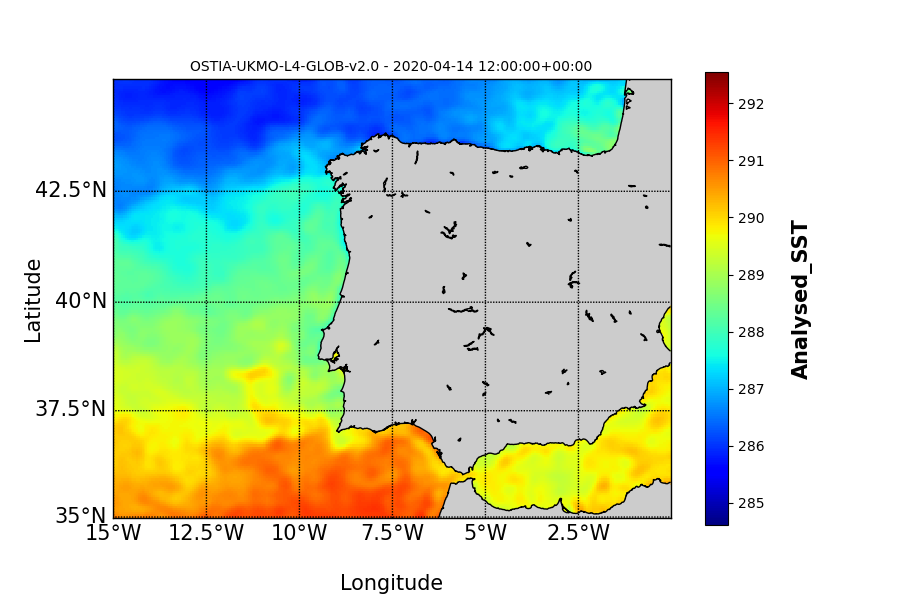 OSTIA-UKMO-L4-GLOB-v2.0 - 2020-04-14 12:00:00+00:00
292
291
290
289
288
287
286
285
Analysed_SST
Latitude
42.5°N
40°N
37.5°N
35°N
15°W 12.5°W 10°W 7.5°W 5°W 2.5°W
Longitude